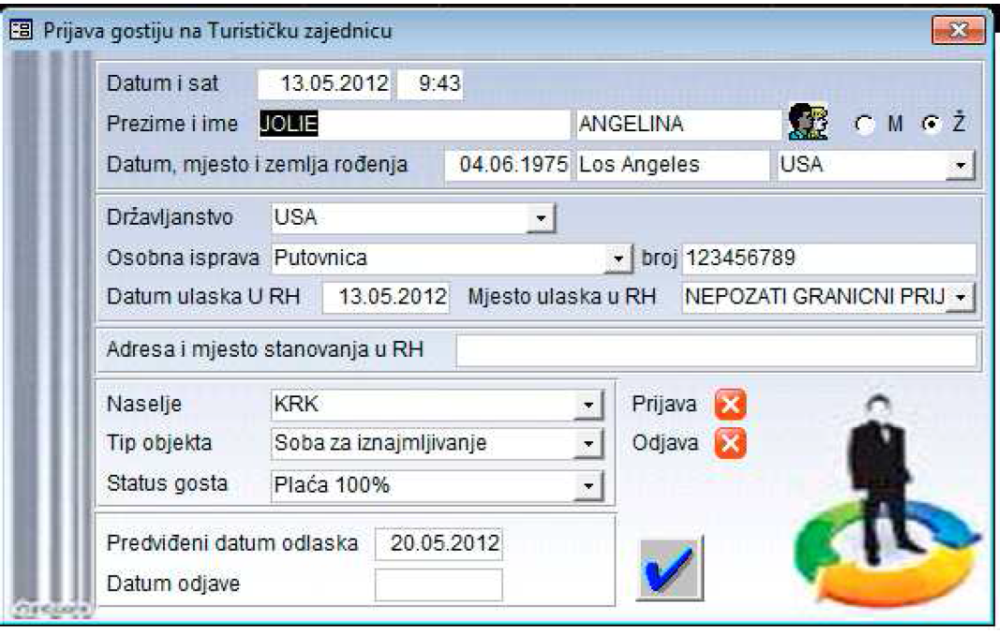 Prijava gostiju na Turističku zajednicu
Datum i sat 13.05.2012 9:43
Prezime i ime JOLIE ANGELINA M Ž
Datum, mjesto i zemlja rođenja 04.06.1975 Los Angeles USA
Državljanstvo USA
Osobna isprava Putovnica broj 123456789
Datum ulaska U RH 13.05.2012 Mjesto ulaska u RH NEPOZATI GRANICNI PRIJ
Adresa i mjesto stanovanja u RH
Naselje KRK Prijava
Tip objekta Soba za iznajmljivanje Odjava
Status gosta Plaća 100%
Predviđeni datum odlaska 20.05.2012
Datum odjave